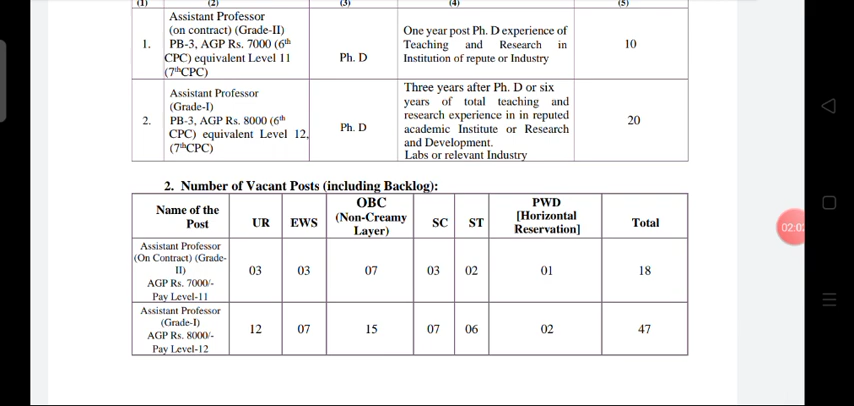 (1) (2) (3) (4) (5)
Assistant Professor
(on contract) (Grade-II)
1. PB-3, AGP Rs. 7000 (6th
CPC) equivalent Level 11
(7thCPC)
Ph. D
One year post Ph. D experience of
Teaching and Research in
Institution of repute or Industry
10
Assistant Professor
(Grade-I)
2. PB-3, AGP Rs. 8000 (6th
CPC) equivalent Level 12,
(7thCPC)
Ph. D
Three years after Ph. D or six
years of total teaching and
research experience in in reputed
academic Institute or Research
and Development.
Labs or relevant Industry
20
2. Number of Vacant Posts (including Backlog):
Name of the
Post
UR
EWS
OBC
(Non-Creamy
Layer)
SC
ST
PWD
[Horizontal
Reservation]
Total
Assistant Professor
(On Contract) (Grade-
II)
AGP Rs. 7000/-
Pay Level-11
03 03 07 03 02 01 18
Assistant Professor
(Grade-I)
AGP Rs. 8000/-
Pay Level-12
12 07 15 07 06 02 47